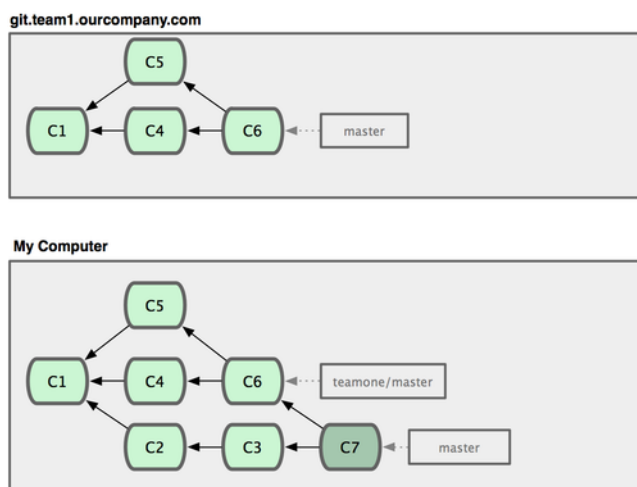 git.team1.ourcompany.com
C5
C1
C4
C6
master
My Computer
C5
C1
C4
C6
teamone/master
C2
C3
C7
master